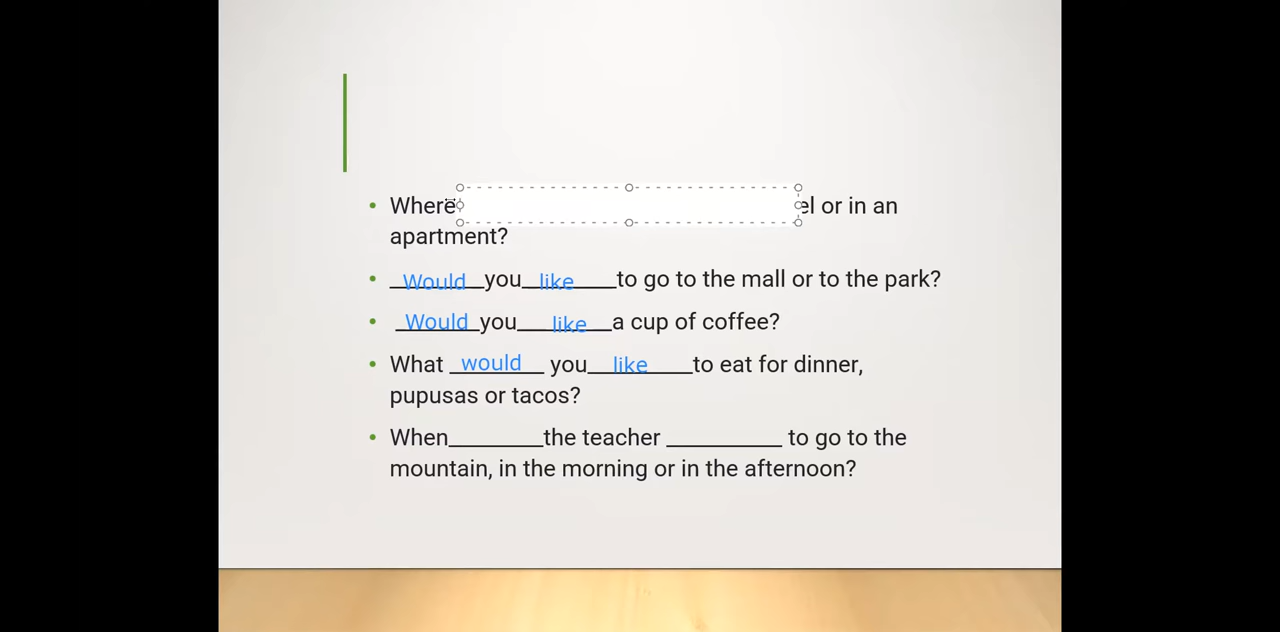 Where el or in an
apartment?
Would you like to go to the mall or to the park?
Would you like a cup of coffee?
What would you like to eat for dinner,
pupusas or tacos?
When_________the teacher ___________ to go to the
mountain, in the morning or in the afternoon?